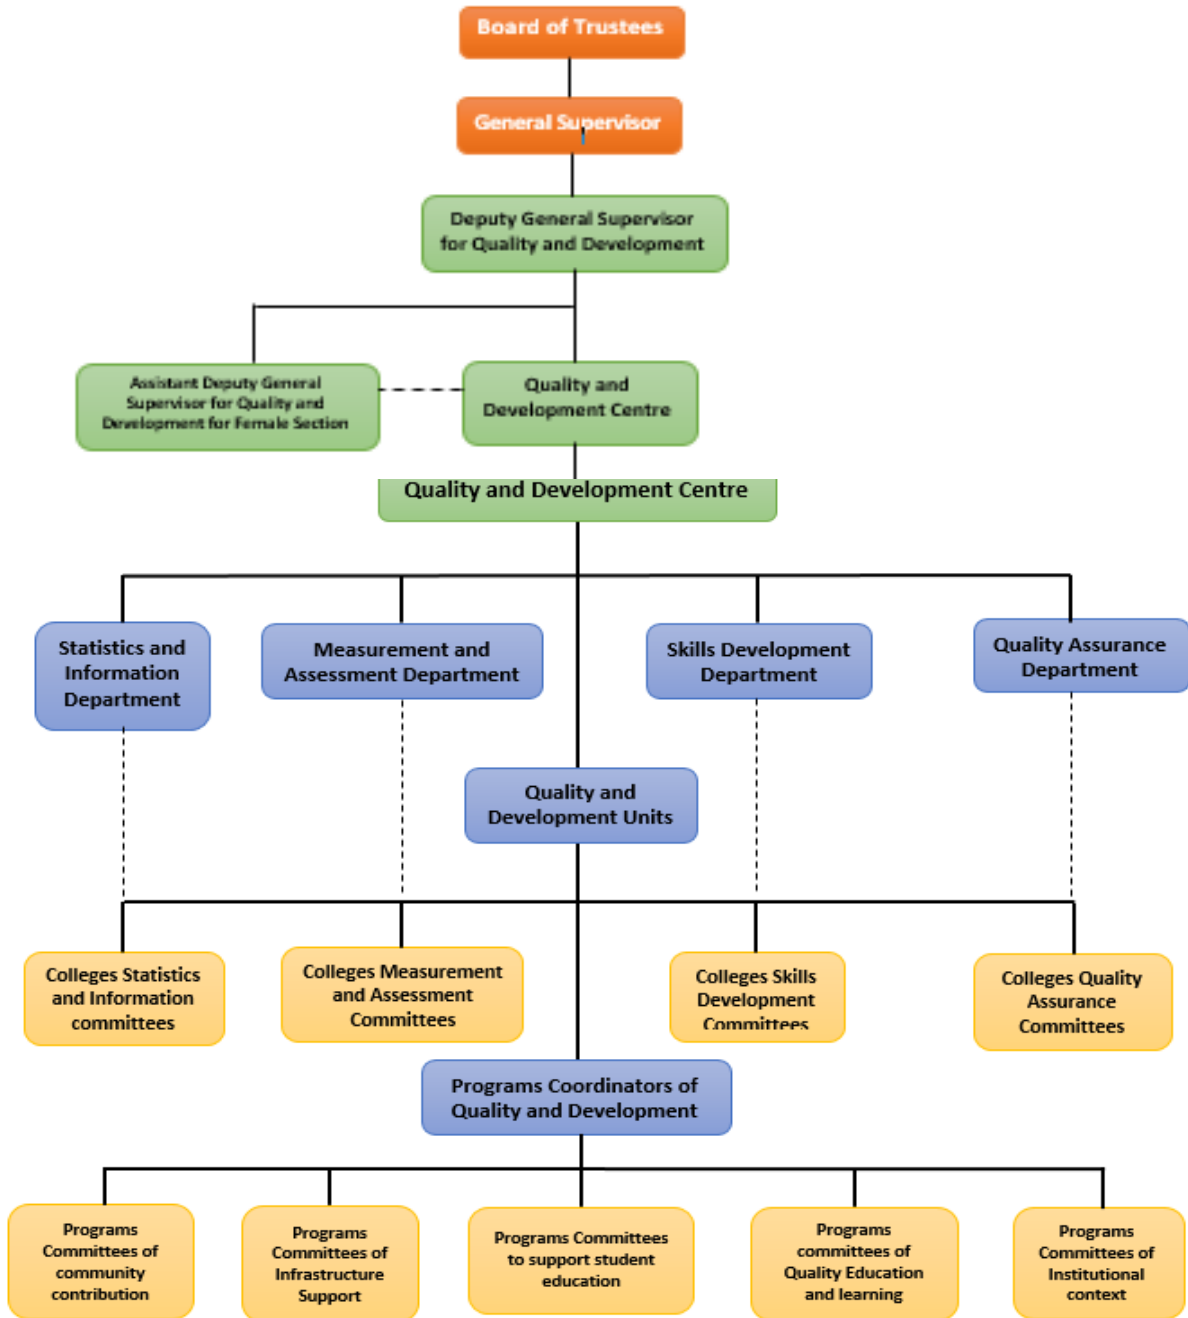 Board of Trustees
General Supervisor
Deputy General Supervisor
for Quality and Development
Assistant Deputy General
Supervisor for Quality and
Development for Female Section
Quality and
Development Centre
Quality and Development Centre
Statistics and
Information
Department
Measurement and
Assessment Department
Skills Development
Department
Quality Assurance
Department
Quality and
Development Units
Colleges Statistics
and Information
committees
Colleges Measurement
and Assessment
Committees
Colleges Skills
Development
Committees
Colleges Quality
Assurance
Committees
Programs Coordinators of
Quality and Development
Programs
Committees of
community
contribution
Programs
Committees of
Infrastructure
Support
Programs Committees
to support student
education
Programs
committees of
Quality Education
and learning
Programs
Committees of
Institutional
context